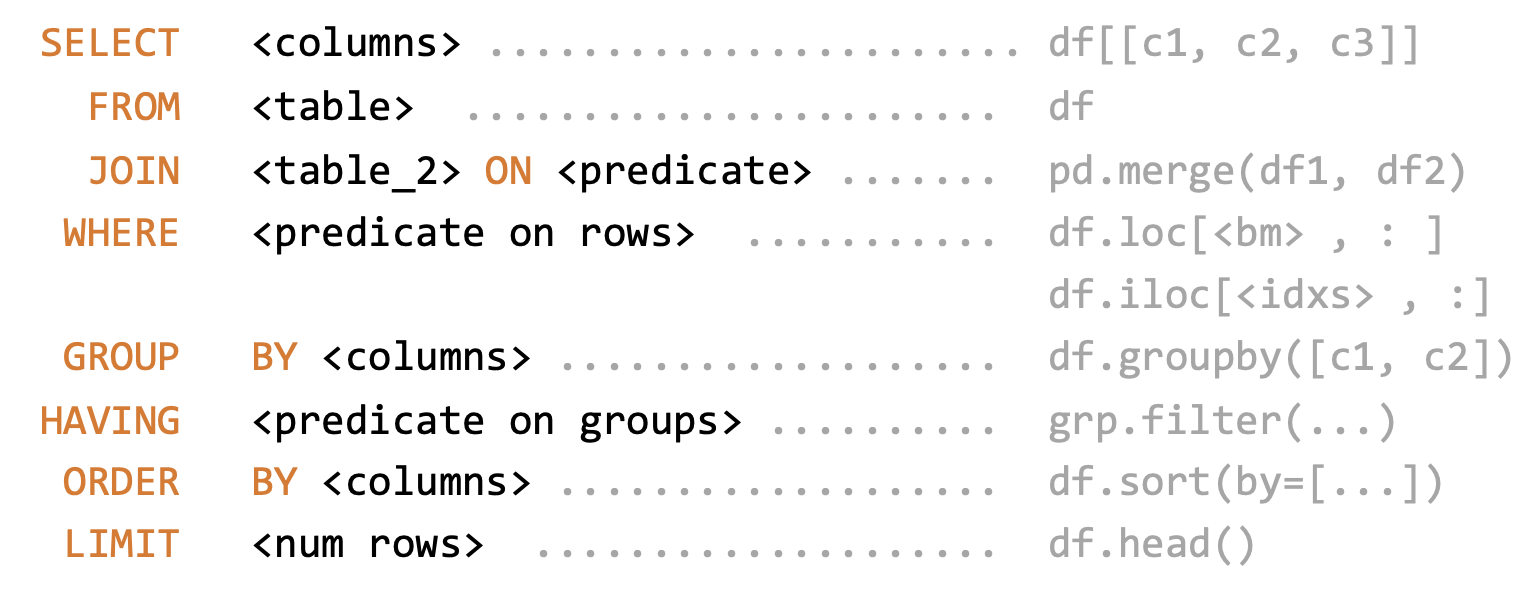 SELECT <columns> ....................... df[[c1, c2, c3]]
FROM <table> ....................... df
JOIN <table_2> ON <predicate> ....... pd.merge(df1, df2)
WHERE <predicate on rows> ........... df.loc[<bm> , : ]
df.iloc[<idxs> , :]
GROUP BY <columns> ................... df.groupby([c1, c2])
HAVING <predicate on groups> .......... grp.filter(...)
ORDER BY <columns> ................... df.sort(by=[...])
LIMIT <num rows> .................... df.head()